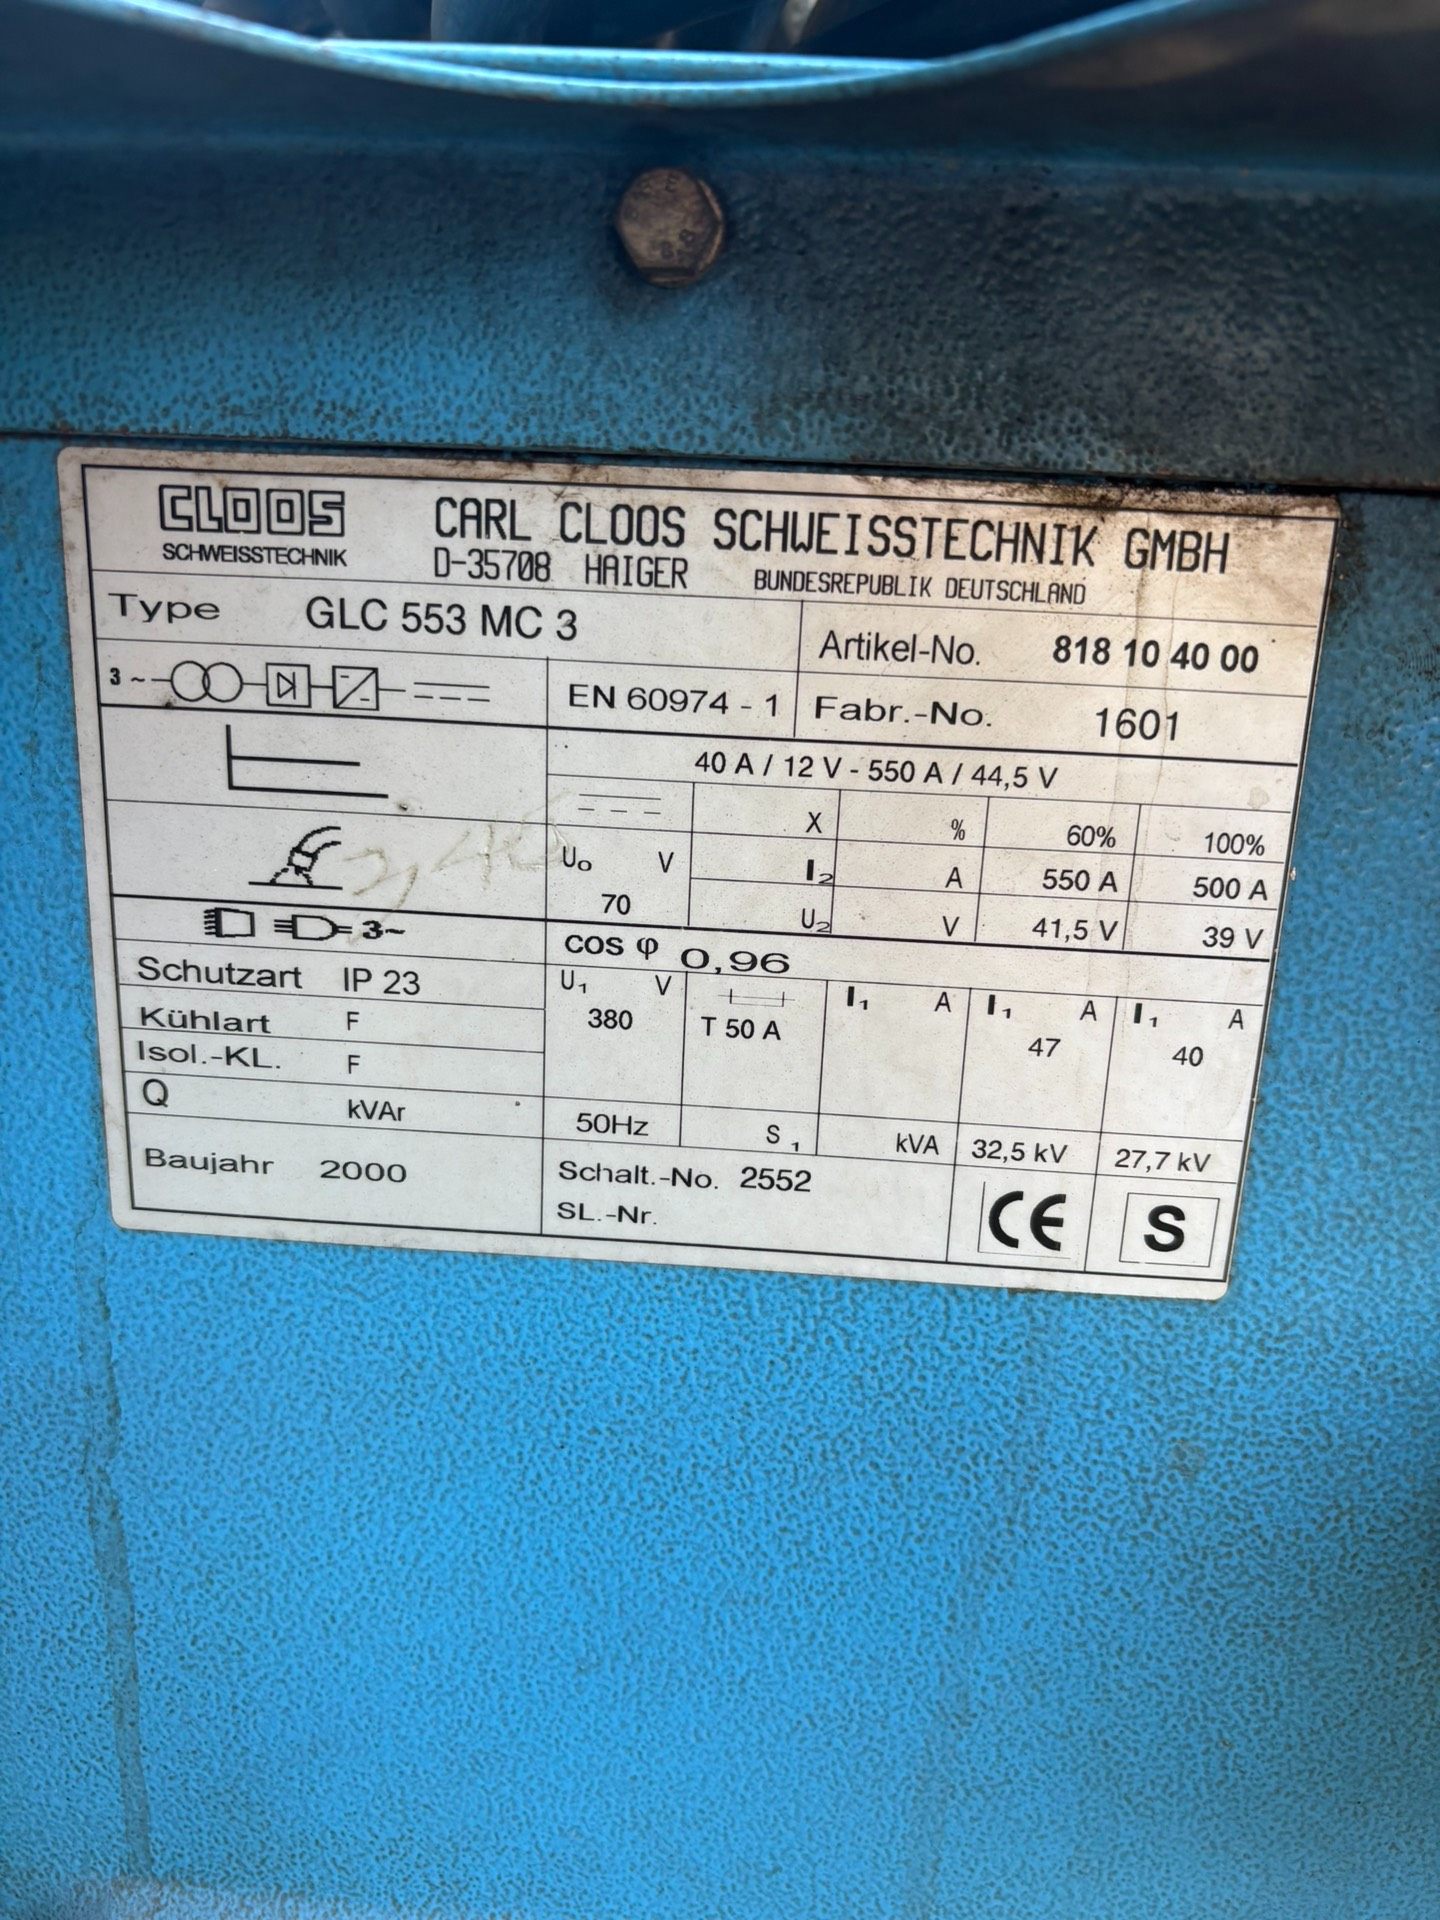 CLOOS
SCHWEISSTECHNIK
CARL CLOOS SCHWEISSTECHNIK GMBH
D-35708 HAIGER BUNDESREPUBLIK DEUTSCHLAND
Type GLC 553 MC 3
Artikel-No. 818 10 40 00
3 ~
EN 60974 - 1
Fabr.-No. 1601
40 A / 12 V - 550 A / 44,5 V
X % 60% 100%
U₀ V
70
I₂ A 550 A 500 A
U₂ V 41,5 V 39 V
3~
cos φ 0,96
Schutzart IP 23
Kühlart F
Isol.-KL. F
Q kVAr
U₁ V
380
T 50 A
I₁ A
I₁ A
47
I₁ A
40
50Hz
S₁ kVA 32,5 kV 27,7 kV
Baujahr 2000
Schalt.-No. 2552
SL.-Nr.
CE
S